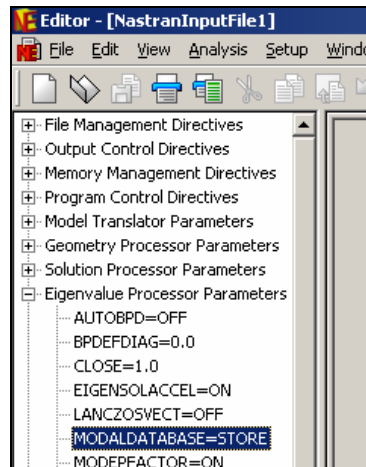 Editor - [NastranInputFile1]
File Edit View Analysis Setup
File Management Directives
Output Control Directives
Memory Management Directives
Program Control Directives
Model Translator Parameters
Geometry Processor Parameters
Solution Processor Parameters
Eigenvalue Processor Parameters
AUTOBPD=OFF
BPDEFDIAG=0.0
CLOSE=1.0
EIGENSOLACCEL=ON
LANCZOSVECT=OFF
MODALDATABASE=STORE